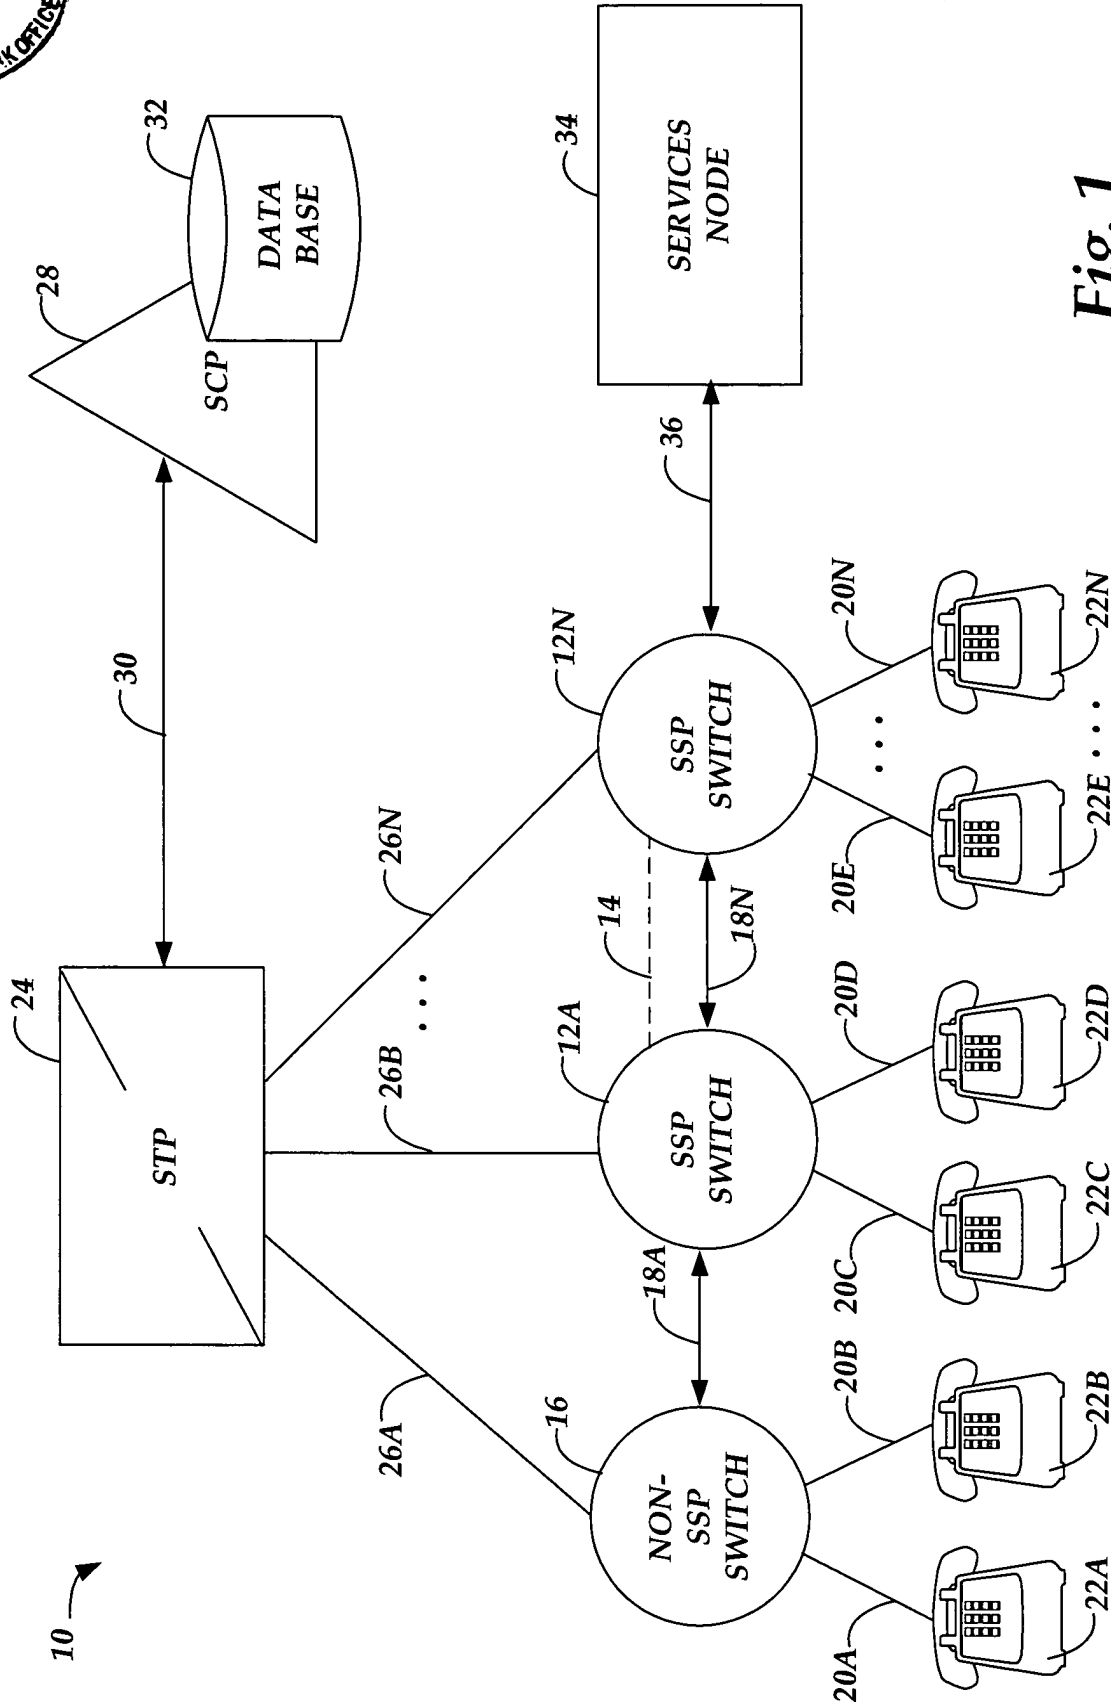 K OFFICE
10
24
STP
30
28
SCP
32
DATA
BASE
26A
26B
. . .
26N
16
NON-
SSP
SWITCH
18A
12A
SSP
SWITCH
14
18N
12N
SSP
SWITCH
36
34
SERVICES
NODE
20A
20B
20C
20D
20E
. . .
20N
22A
22B
22C
22D
22E
. . .
22N
Fig. 1